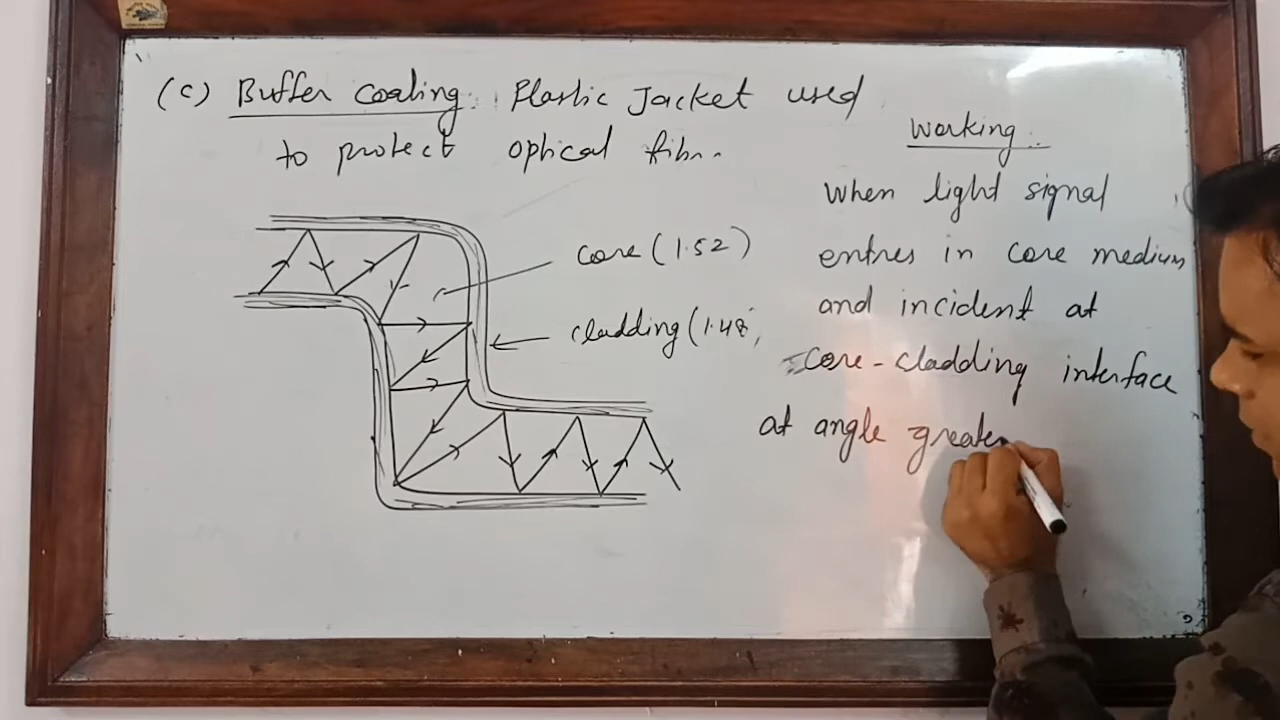 (c) Buffer Coating: Plastic Jacket used
to protect optical fibr.
core (1.52)
cladding (1.48)
Working:
When light signal
entres in core medium
and incident at
core-cladding interface
at angle greater